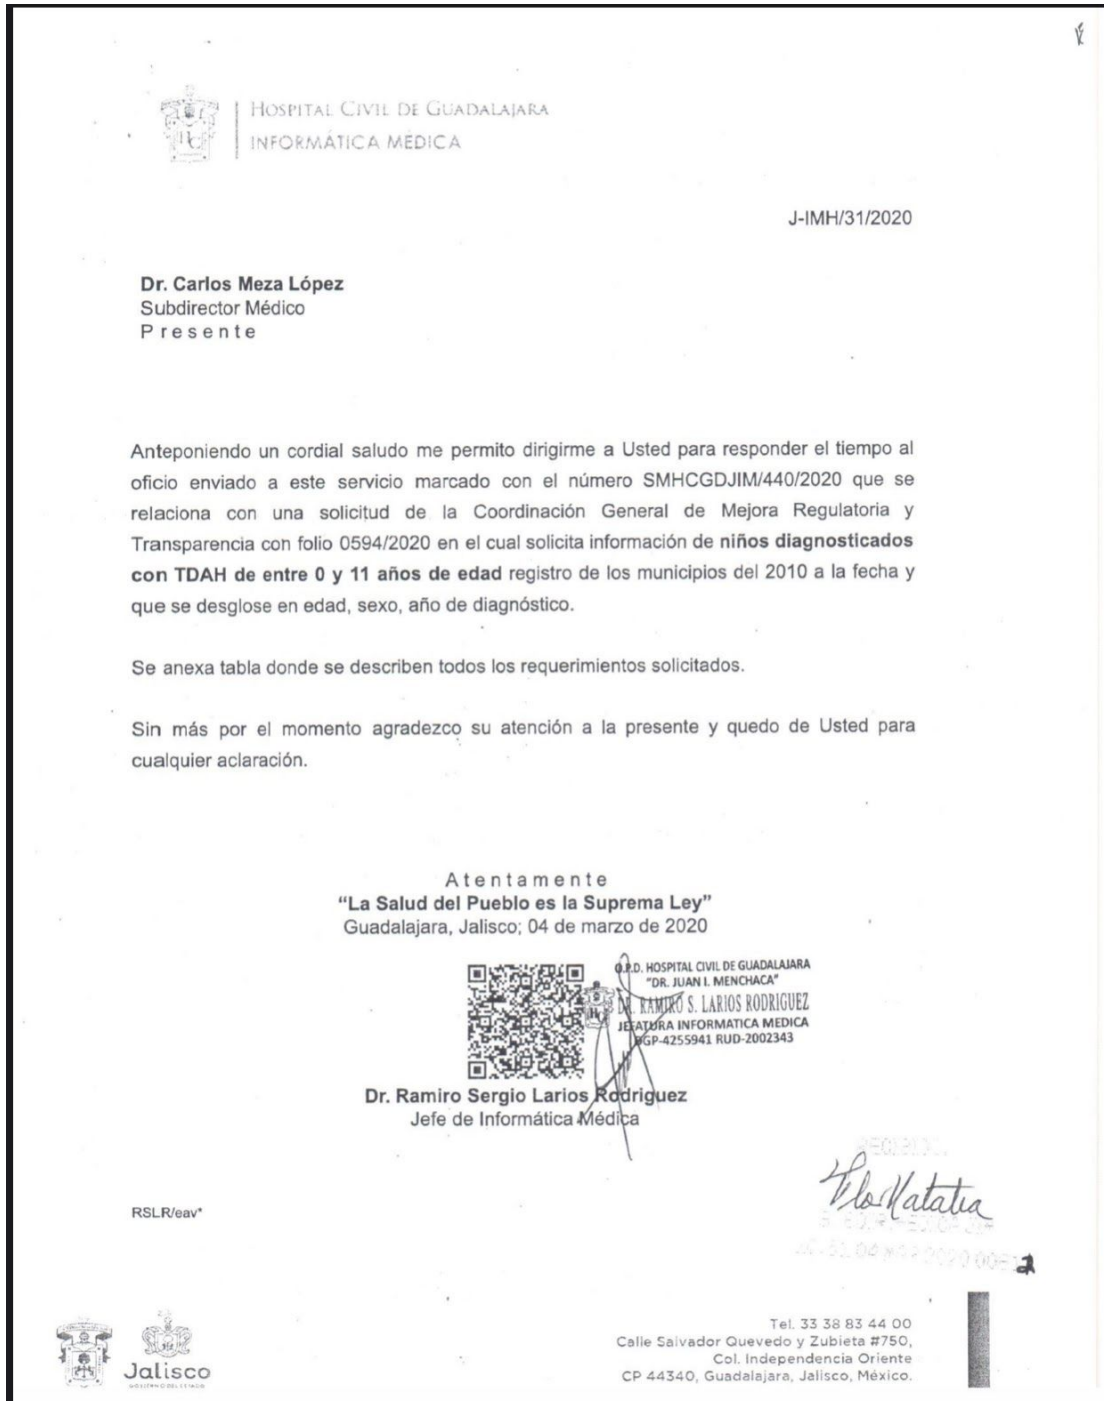 HOSPITAL CIVIL DE GUADALAJARA
INFORMÁTICA MÉDICA
J-IMH/31/2020
Dr. Carlos Meza López
Subdirector Médico
Presente
Anteponiendo un cordial saludo me permito dirigirme a Usted para responder el tiempo al
oficio enviado a este servicio marcado con el número SMHCGDJIM/440/2020 que se
relaciona con una solicitud de la Coordinación General de Mejora Regulatoria y
Transparencia con folio 0594/2020 en el cual solicita información de niños diagnosticados
con TDAH de entre 0 y 11 años de edad registro de los municipios del 2010 a la fecha y
que se desglose en edad, sexo, año de diagnóstico.
Se anexa tabla donde se describen todos los requerimientos solicitados.
Sin más por el momento agradezco su atención a la presente y quedo de Usted para
cualquier aclaración.
Atentamente
“La Salud del Pueblo es la Suprema Ley”
Guadalajara, Jalisco; 04 de marzo de 2020
O.P.D. HOSPITAL CIVIL DE GUADALAJARA
"DR. JUAN I. MENCHACA"
DR. RAMIRO S. LARIOS RODRIGUEZ
JEFATURA INFORMATICA MEDICA
DGP-4255941 RUD-2002343
Dr. Ramiro Sergio Larios Rodriguez
Jefe de Informática Médica
RSLR/eav*
Jalisco
GOBIERNO DEL ESTADO
Tel. 33 38 83 44 00
Calle Salvador Quevedo y Zubieta #750,
Col. Independencia Oriente
CP 44340, Guadalajara, Jalisco, México.